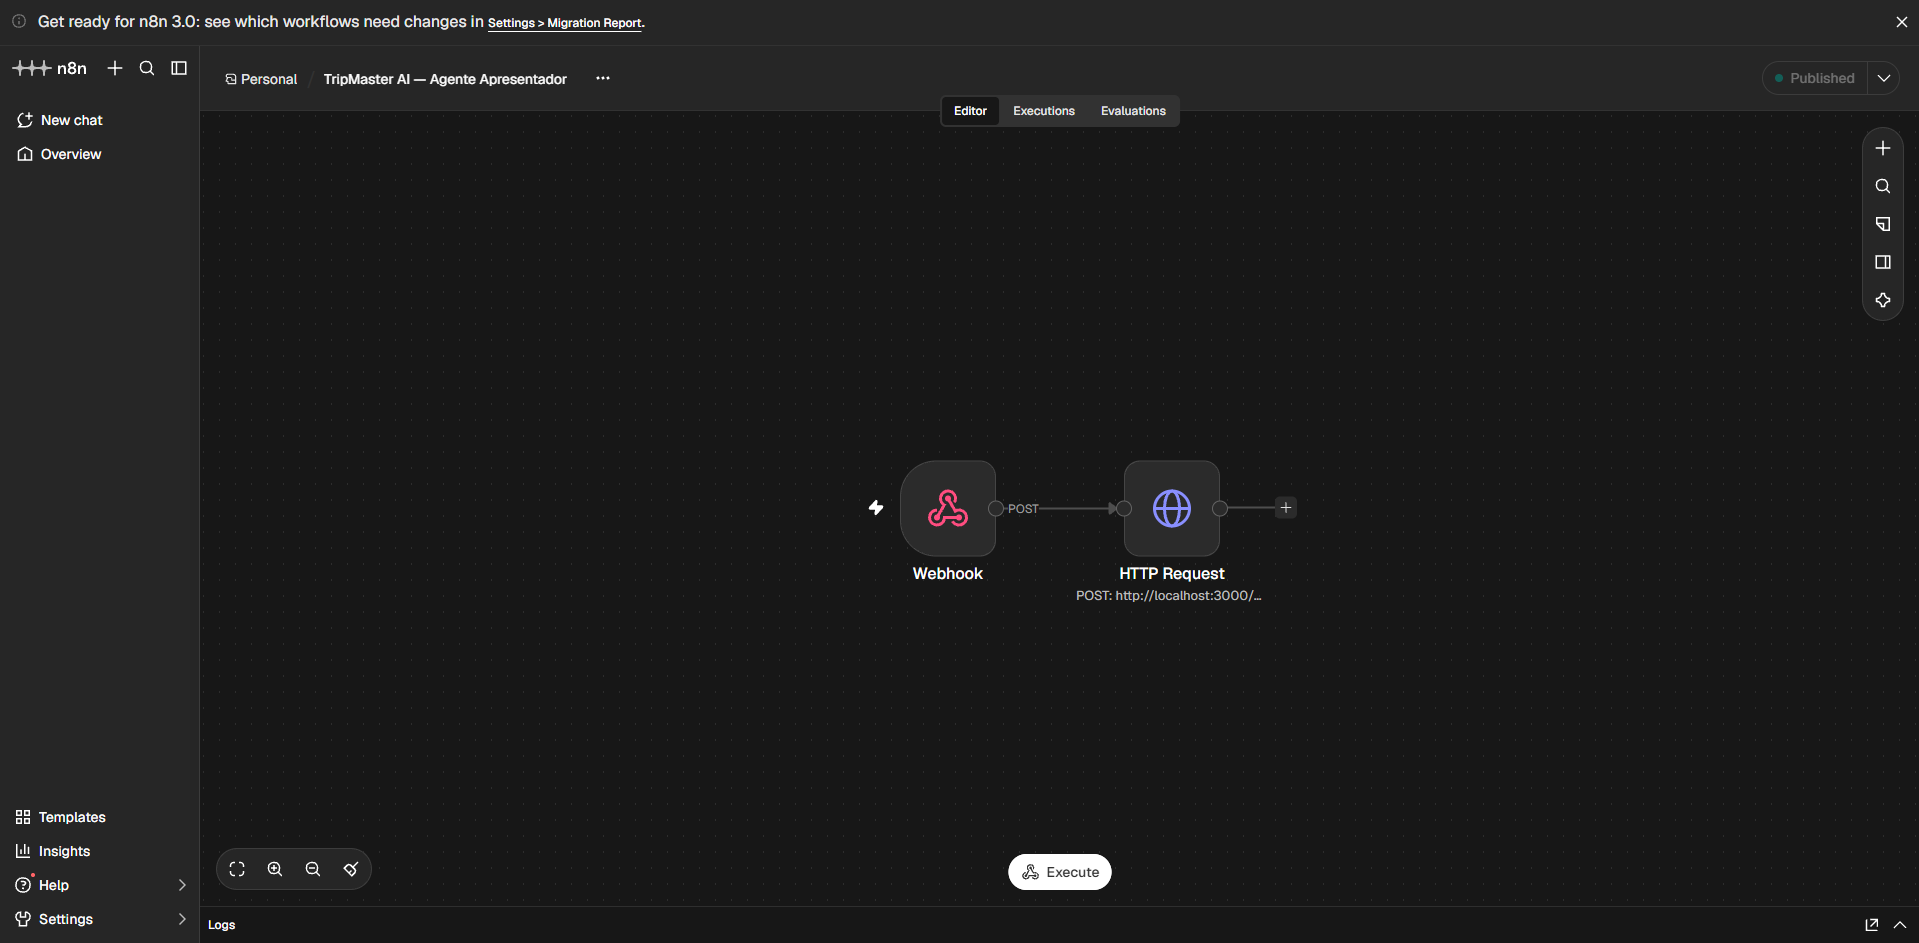 Get ready for n8n 3.0: see which workflows need changes in Settings > Migration Report.
n8n
Personal / TripMaster AI — Agente Apresentador
Published
Editor
Executions
Evaluations
New chat
Overview
POST
Webhook
HTTP Request
POST: http://localhost:3000/...
Templates
Insights
Help
Settings
Execute
Logs